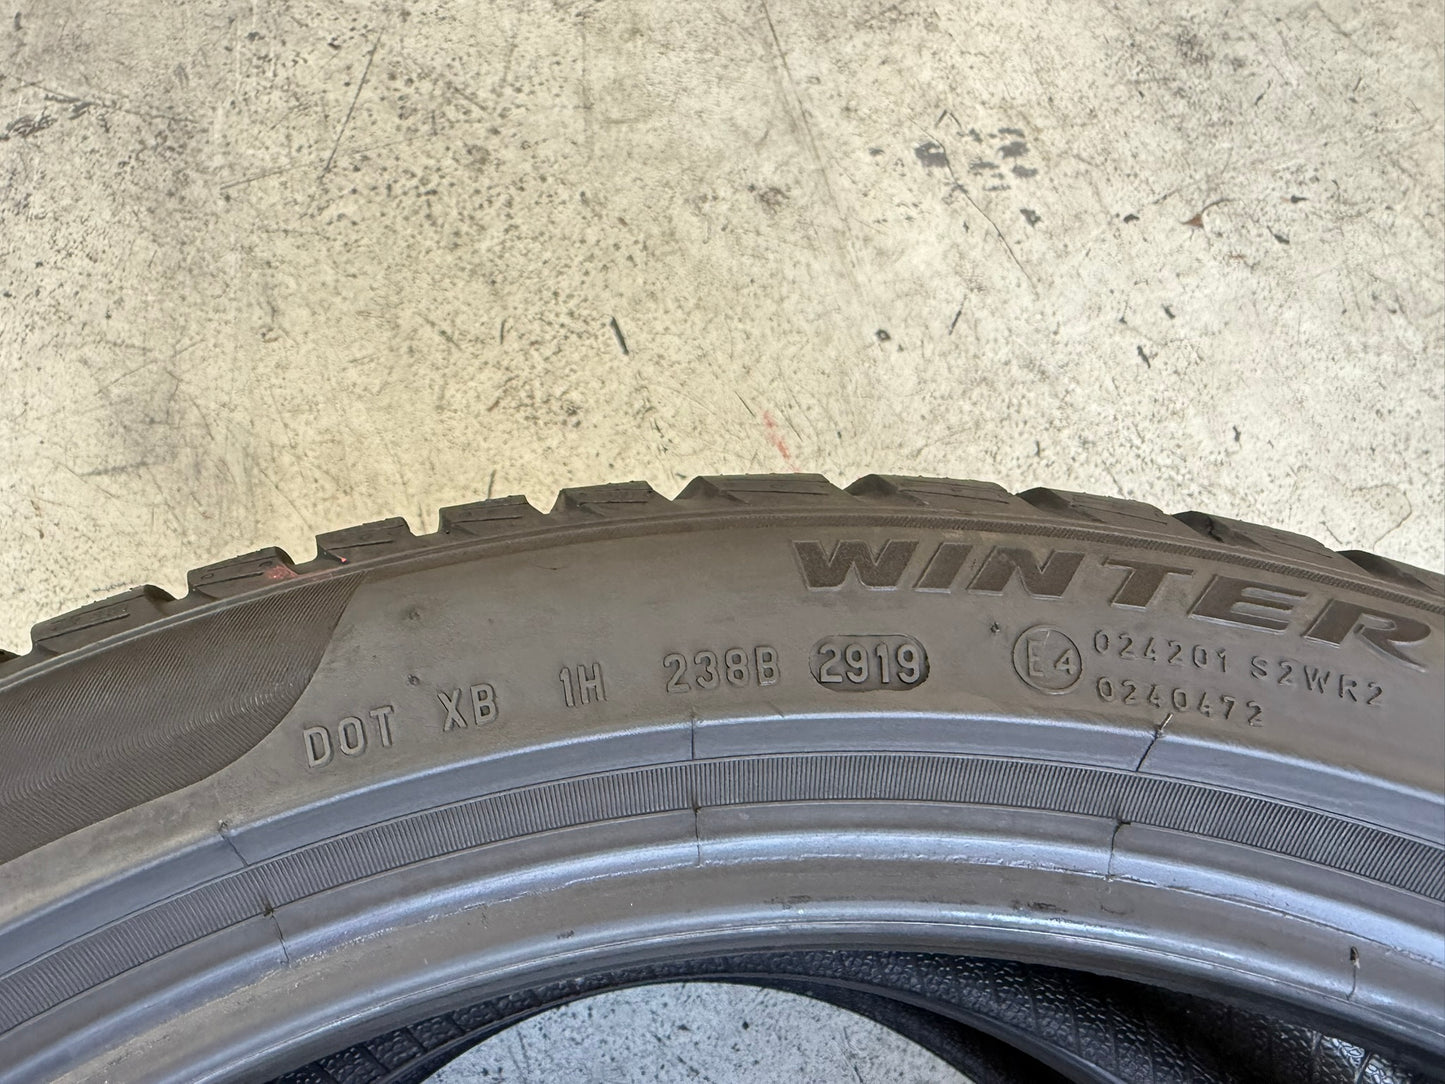 WINTER
DOT XB 1H 238B 2919
E4 024201 S2WR2
0240472